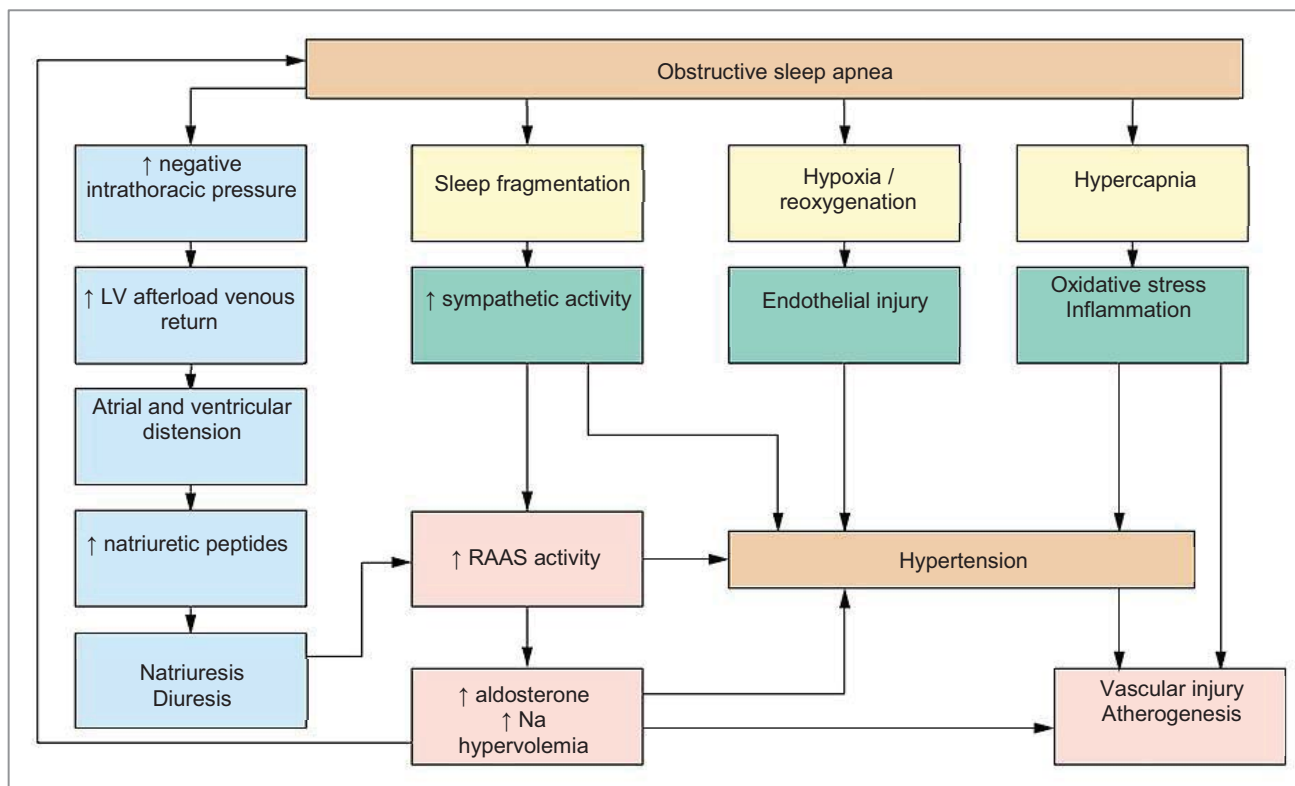 Obstructive sleep apnea
↑ negative
intrathoracic pressure
Sleep fragmentation
Hypoxia /
reoxygenation
Hypercapnia
↑ LV afterload venous
return
↑ sympathetic activity
Endothelial injury
Oxidative stress
Inflammation
Atrial and ventricular
distension
↑ natriuretic peptides
↑ RAAS activity
Hypertension
Natriuresis
Diuresis
↑ aldosterone
↑ Na
hypervolemia
Vascular injury
Atherogenesis